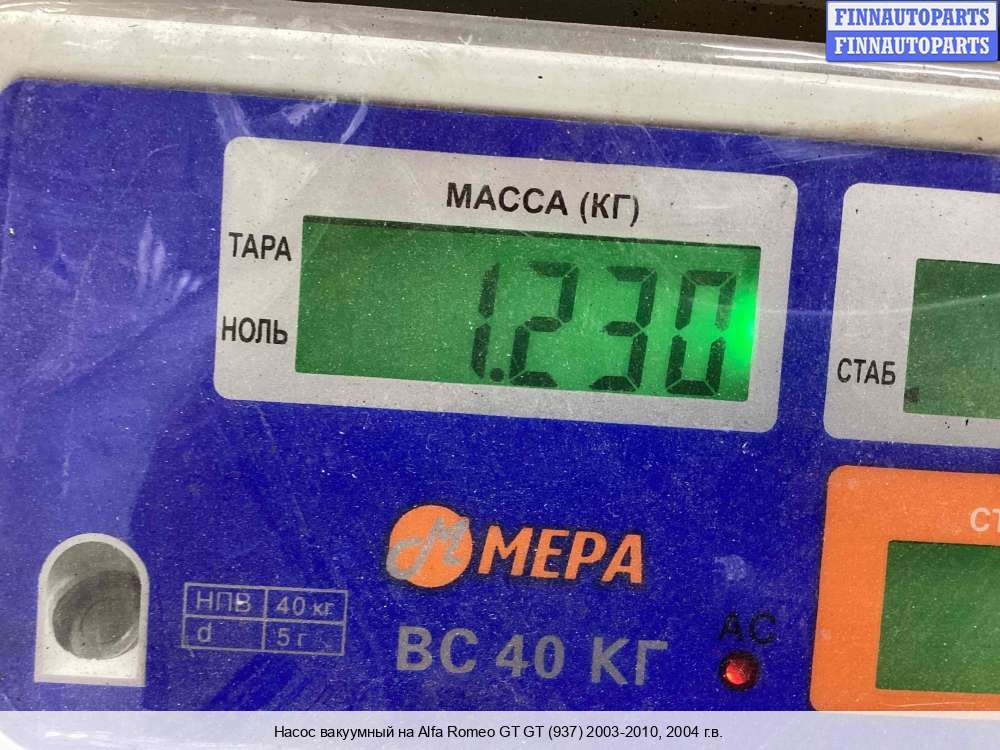 FINNAUTOPARTS
FINNAUTOPARTS
МАССА (КГ)
ТАРА
НОЛЬ
1.230
СТАБ
МЕРА
НПВ 40 кг
d 5 г
ВС 40 КГ
АС
Насос вакуумный на Alfa Romeo GT GT (937) 2003-2010, 2004 г.в.